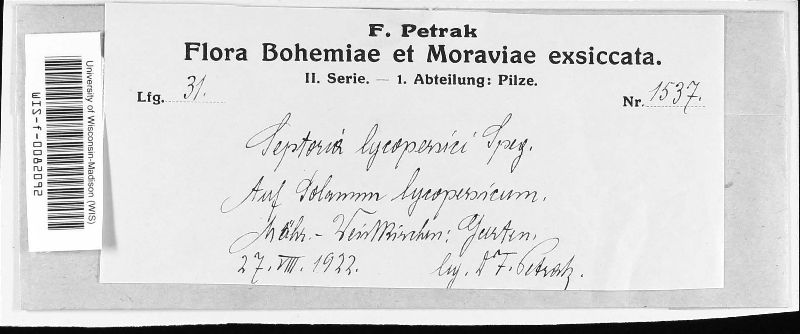 F. Petrak
Flora Bohemiae et Moraviae exsiccata.
II. Serie. — 1. Abteilung: Pilze.
Lfg. 31.
Nr. 1537.
Septoria lycopersici Speg.
Auf Solanum lycopersicum.
Mähr.-Weisskirchen: Garten.
27. VIII. 1922.
leg. Dr F. Petrak.
University of Wisconsin-Madison (WIS)
WIS-f-0082092